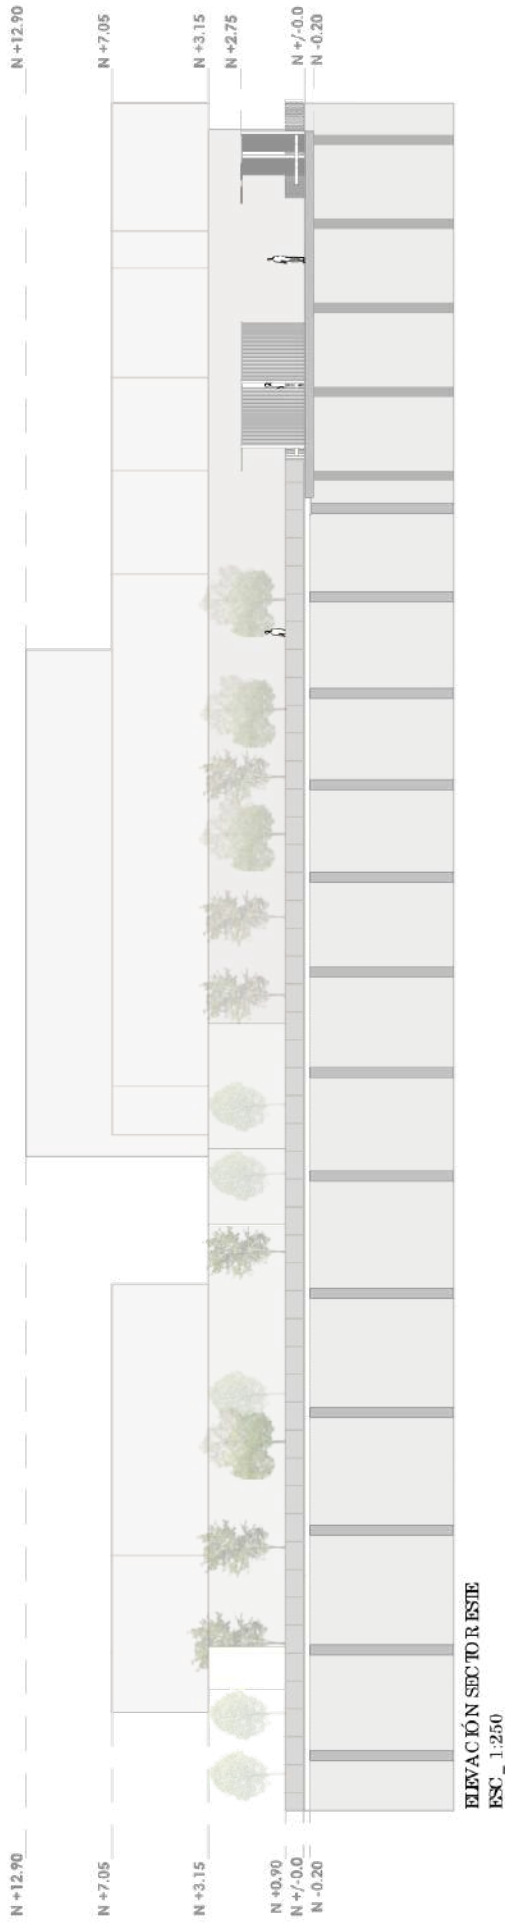 N +12.90
N +7.05
N +3.15
N +0.90
N +/-0.0
N -0.20
N +12.90
N +7.05
N +3.15
N +2.75
N +/-0.0
N -0.20
ELEVACIÓN SECTOR ESTE
ESC_ 1:250